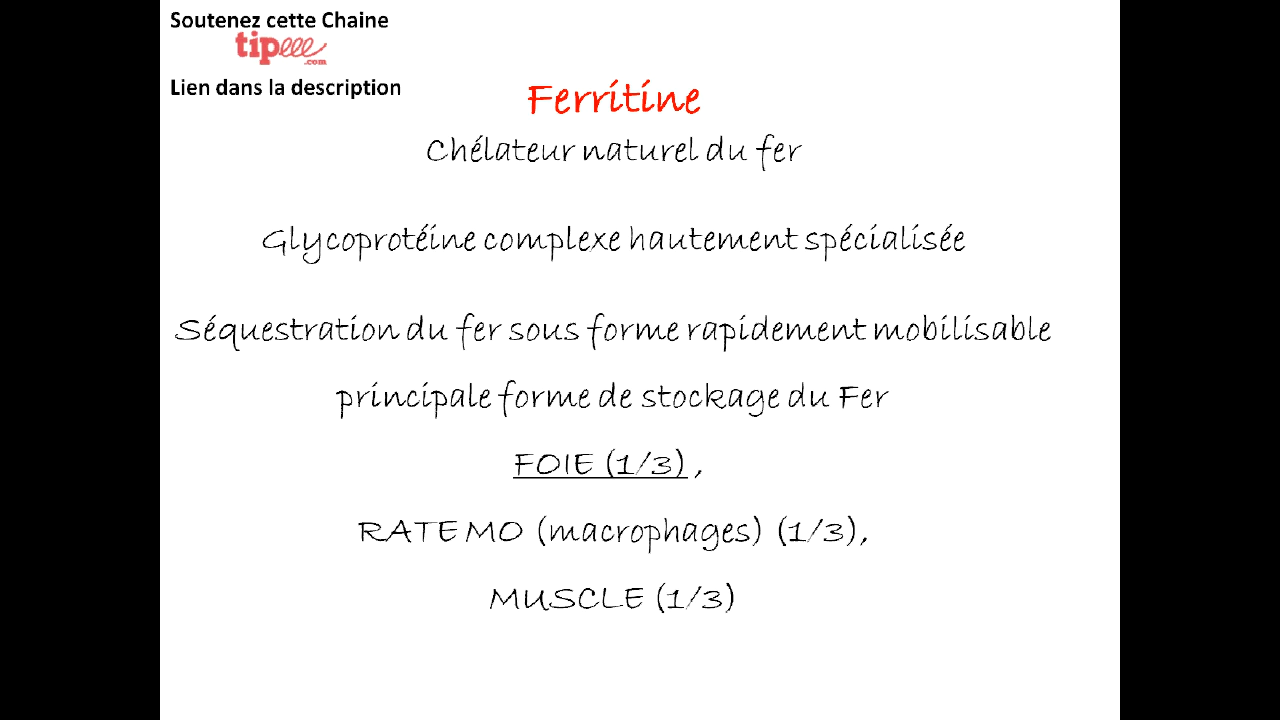 Soutenez cette Chaine
tipeee
.com
Lien dans la description
Ferritine
Chélateur naturel du fer
Glycoprotéine complexe hautement spécialisée
Séquestration du fer sous forme rapidement mobilisable
principale forme de stockage du Fer
FOIE (1/3) ,
RATE MO (macrophages) (1/3),
MUSCLE (1/3)